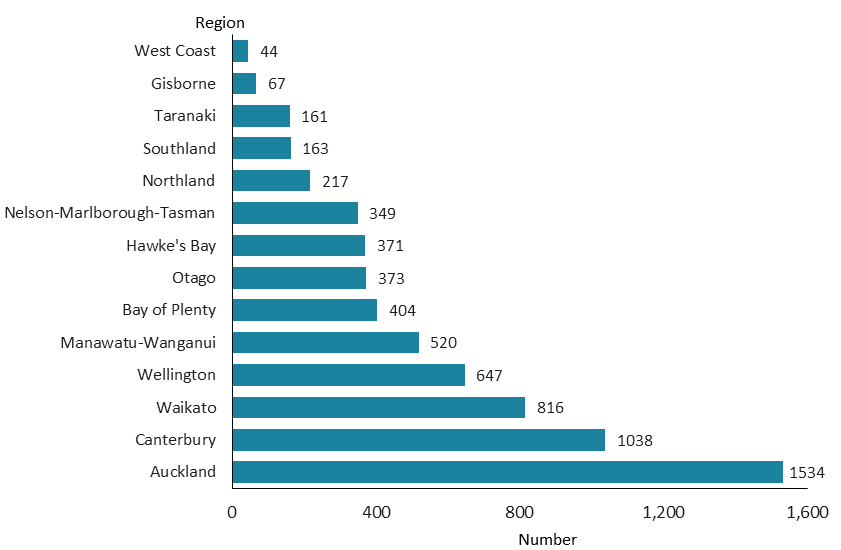 Region
West Coast 44
Gisborne 67
Taranaki 161
Southland 163
Northland 217
Nelson-Marlborough-Tasman 349
Hawke's Bay 371
Otago 373
Bay of Plenty 404
Manawatu-Wanganui 520
Wellington 647
Waikato 816
Canterbury 1038
Auckland 1534
0 400 800 1,200 1,600
Number